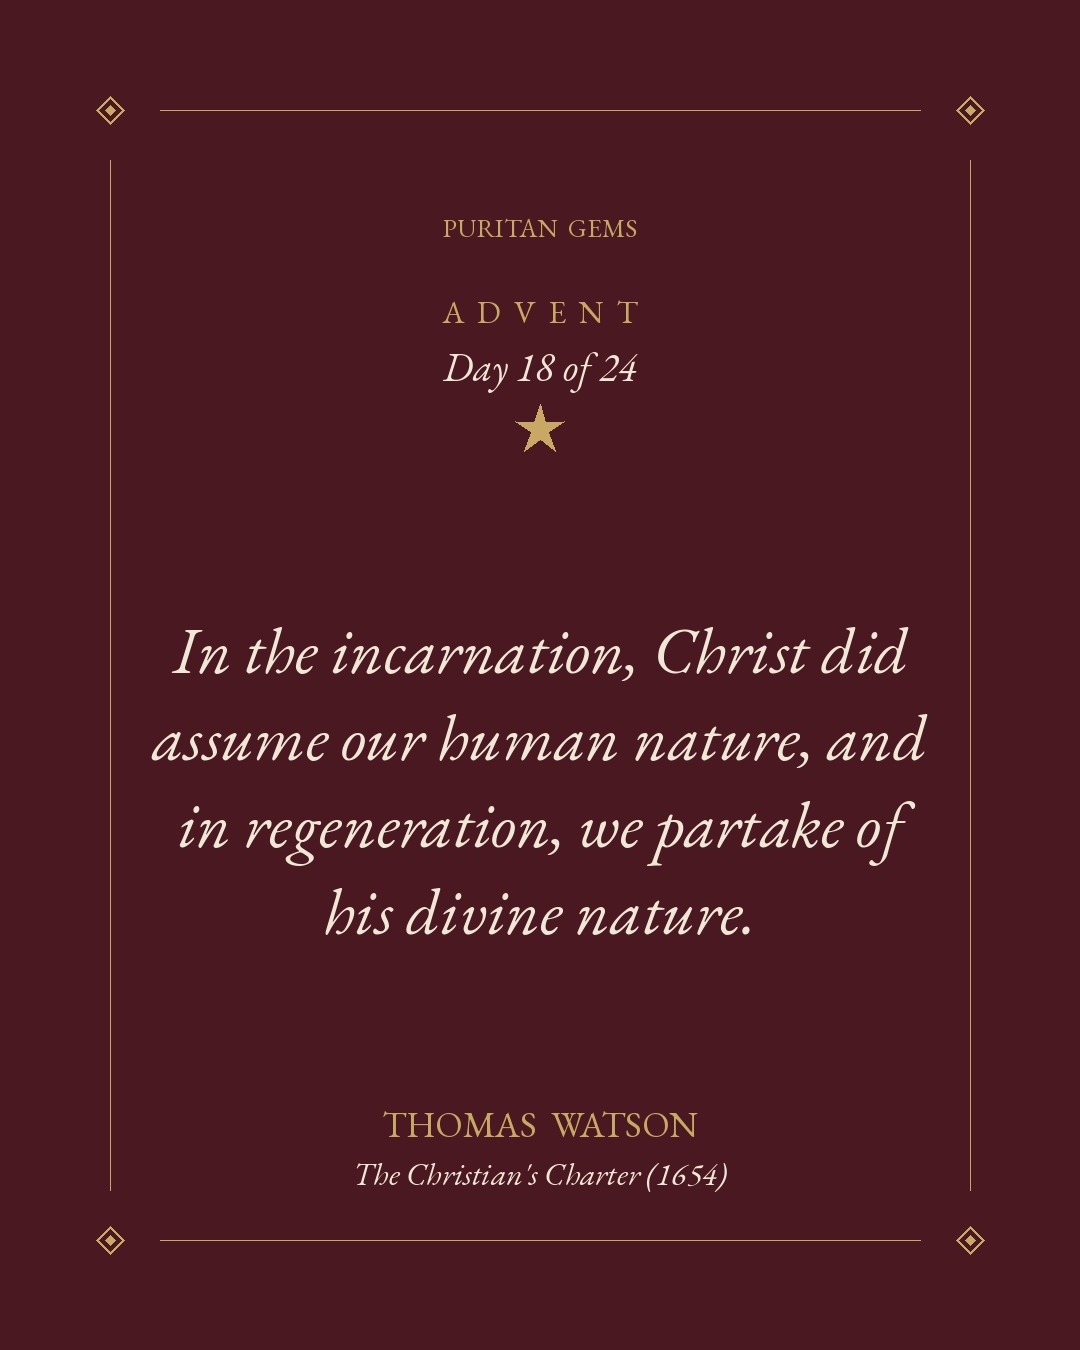 PURITAN GEMS
ADVENT
Day 18 of 24
In the incarnation, Christ did
assume our human nature, and
in regeneration, we partake of
his divine nature.
THOMAS WATSON
The Christian's Charter (1654)